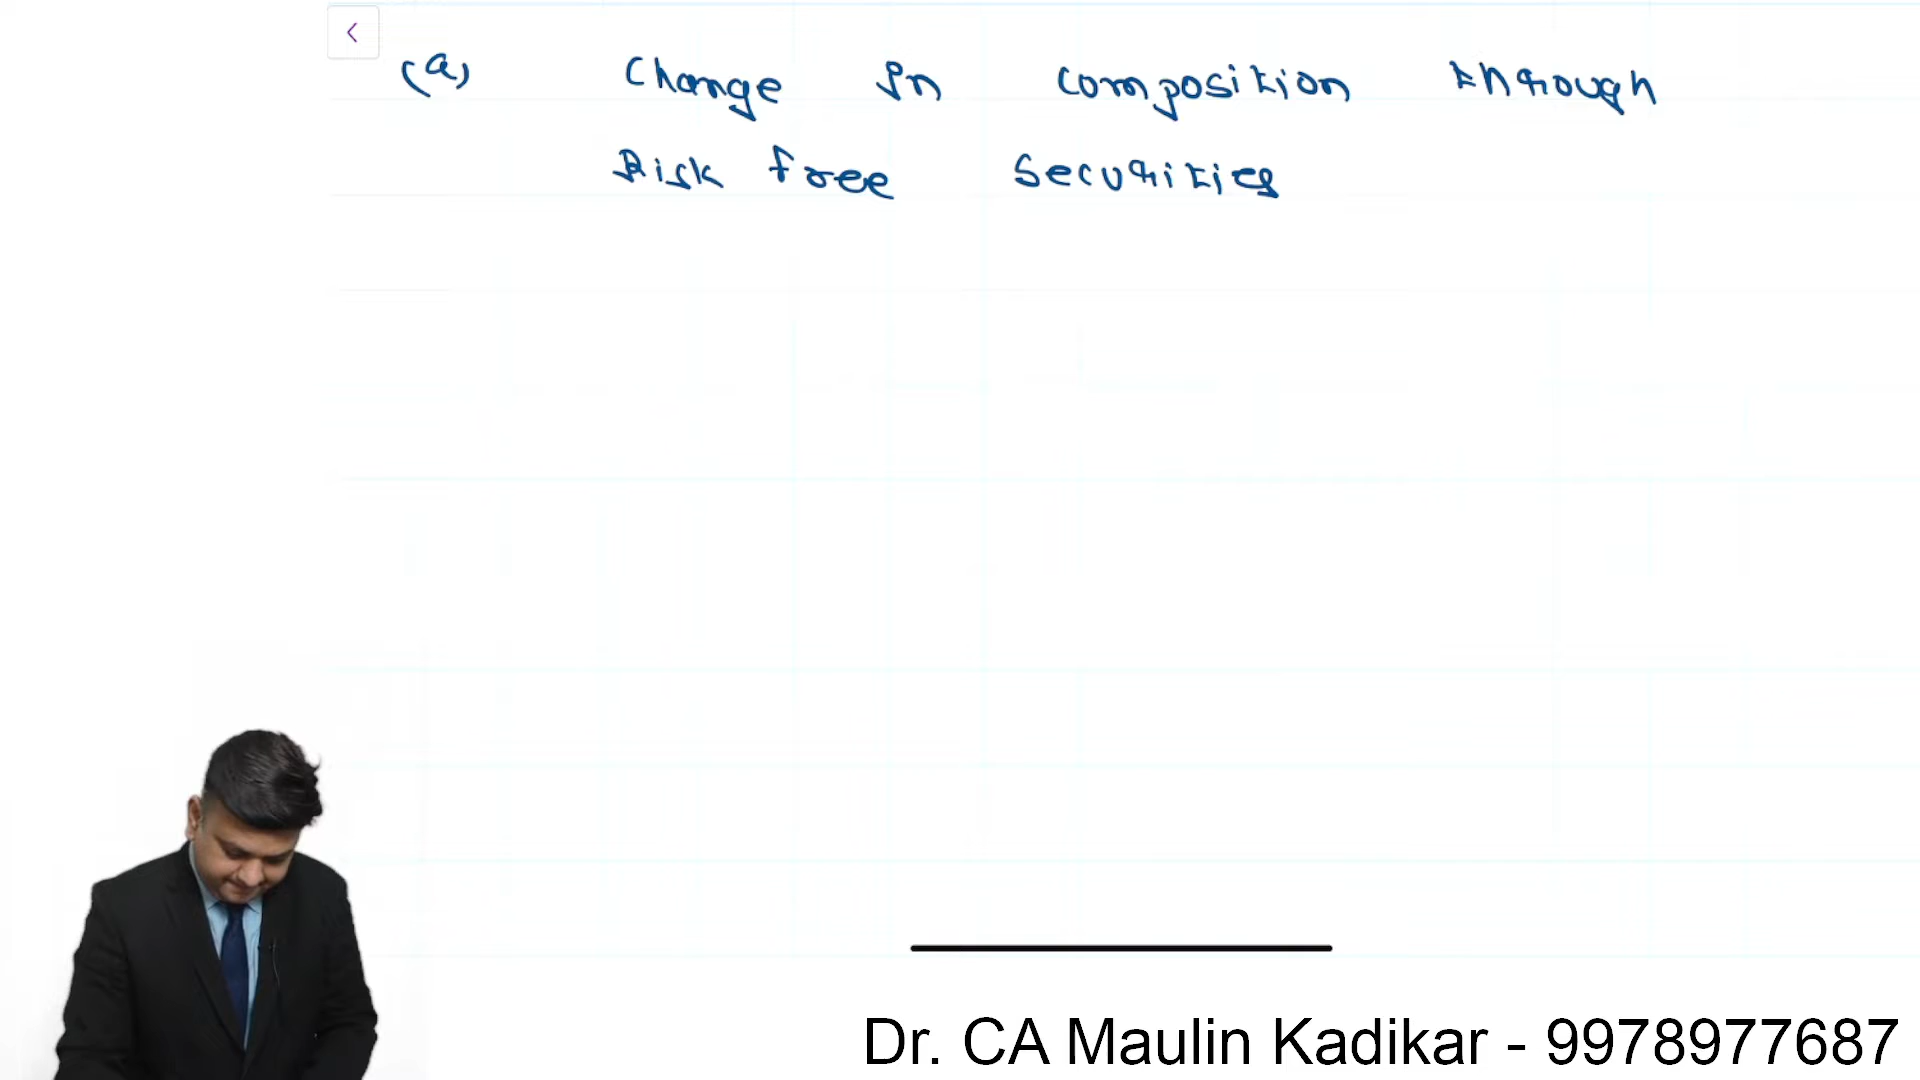 (a) Change In composition through
Risk free Securities
Dr. CA Maulin Kadikar - 9978977687